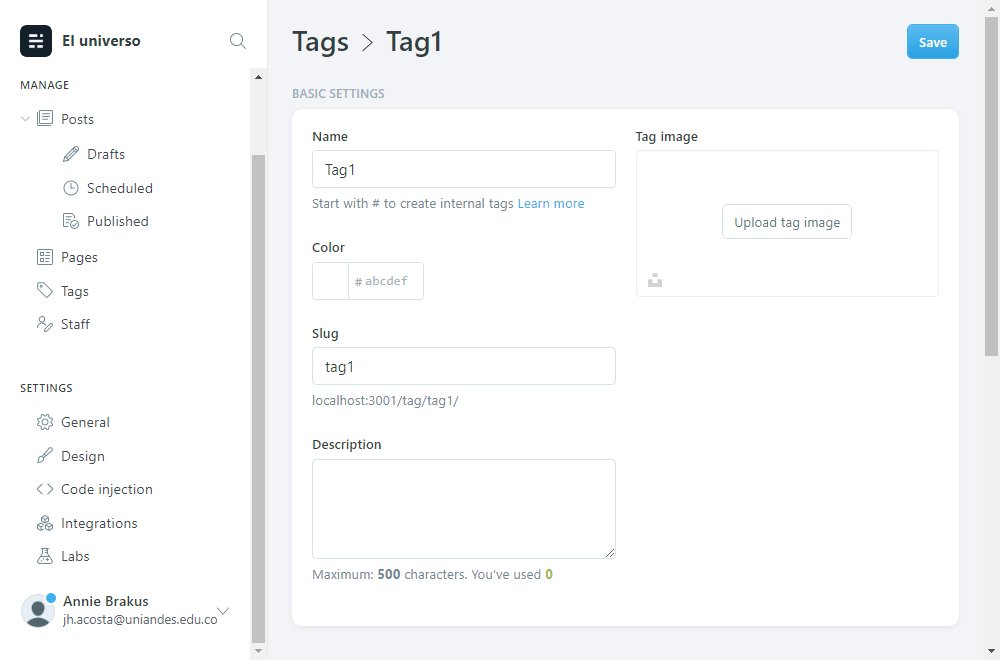 El universo
MANAGE
Posts
Drafts
Scheduled
Published
Pages
Tags
Staff
SETTINGS
General
Design
Code injection
Integrations
Labs
Annie Brakus
jh.acosta@uniandes.edu.co
Tags > Tag1
Save
BASIC SETTINGS
Name
Tag1
Start with # to create internal tags Learn more
Color
# abcdef
Slug
tag1
localhost:3001/tag/tag1/
Description
Maximum: 500 characters. You've used 0
Tag image
Upload tag image